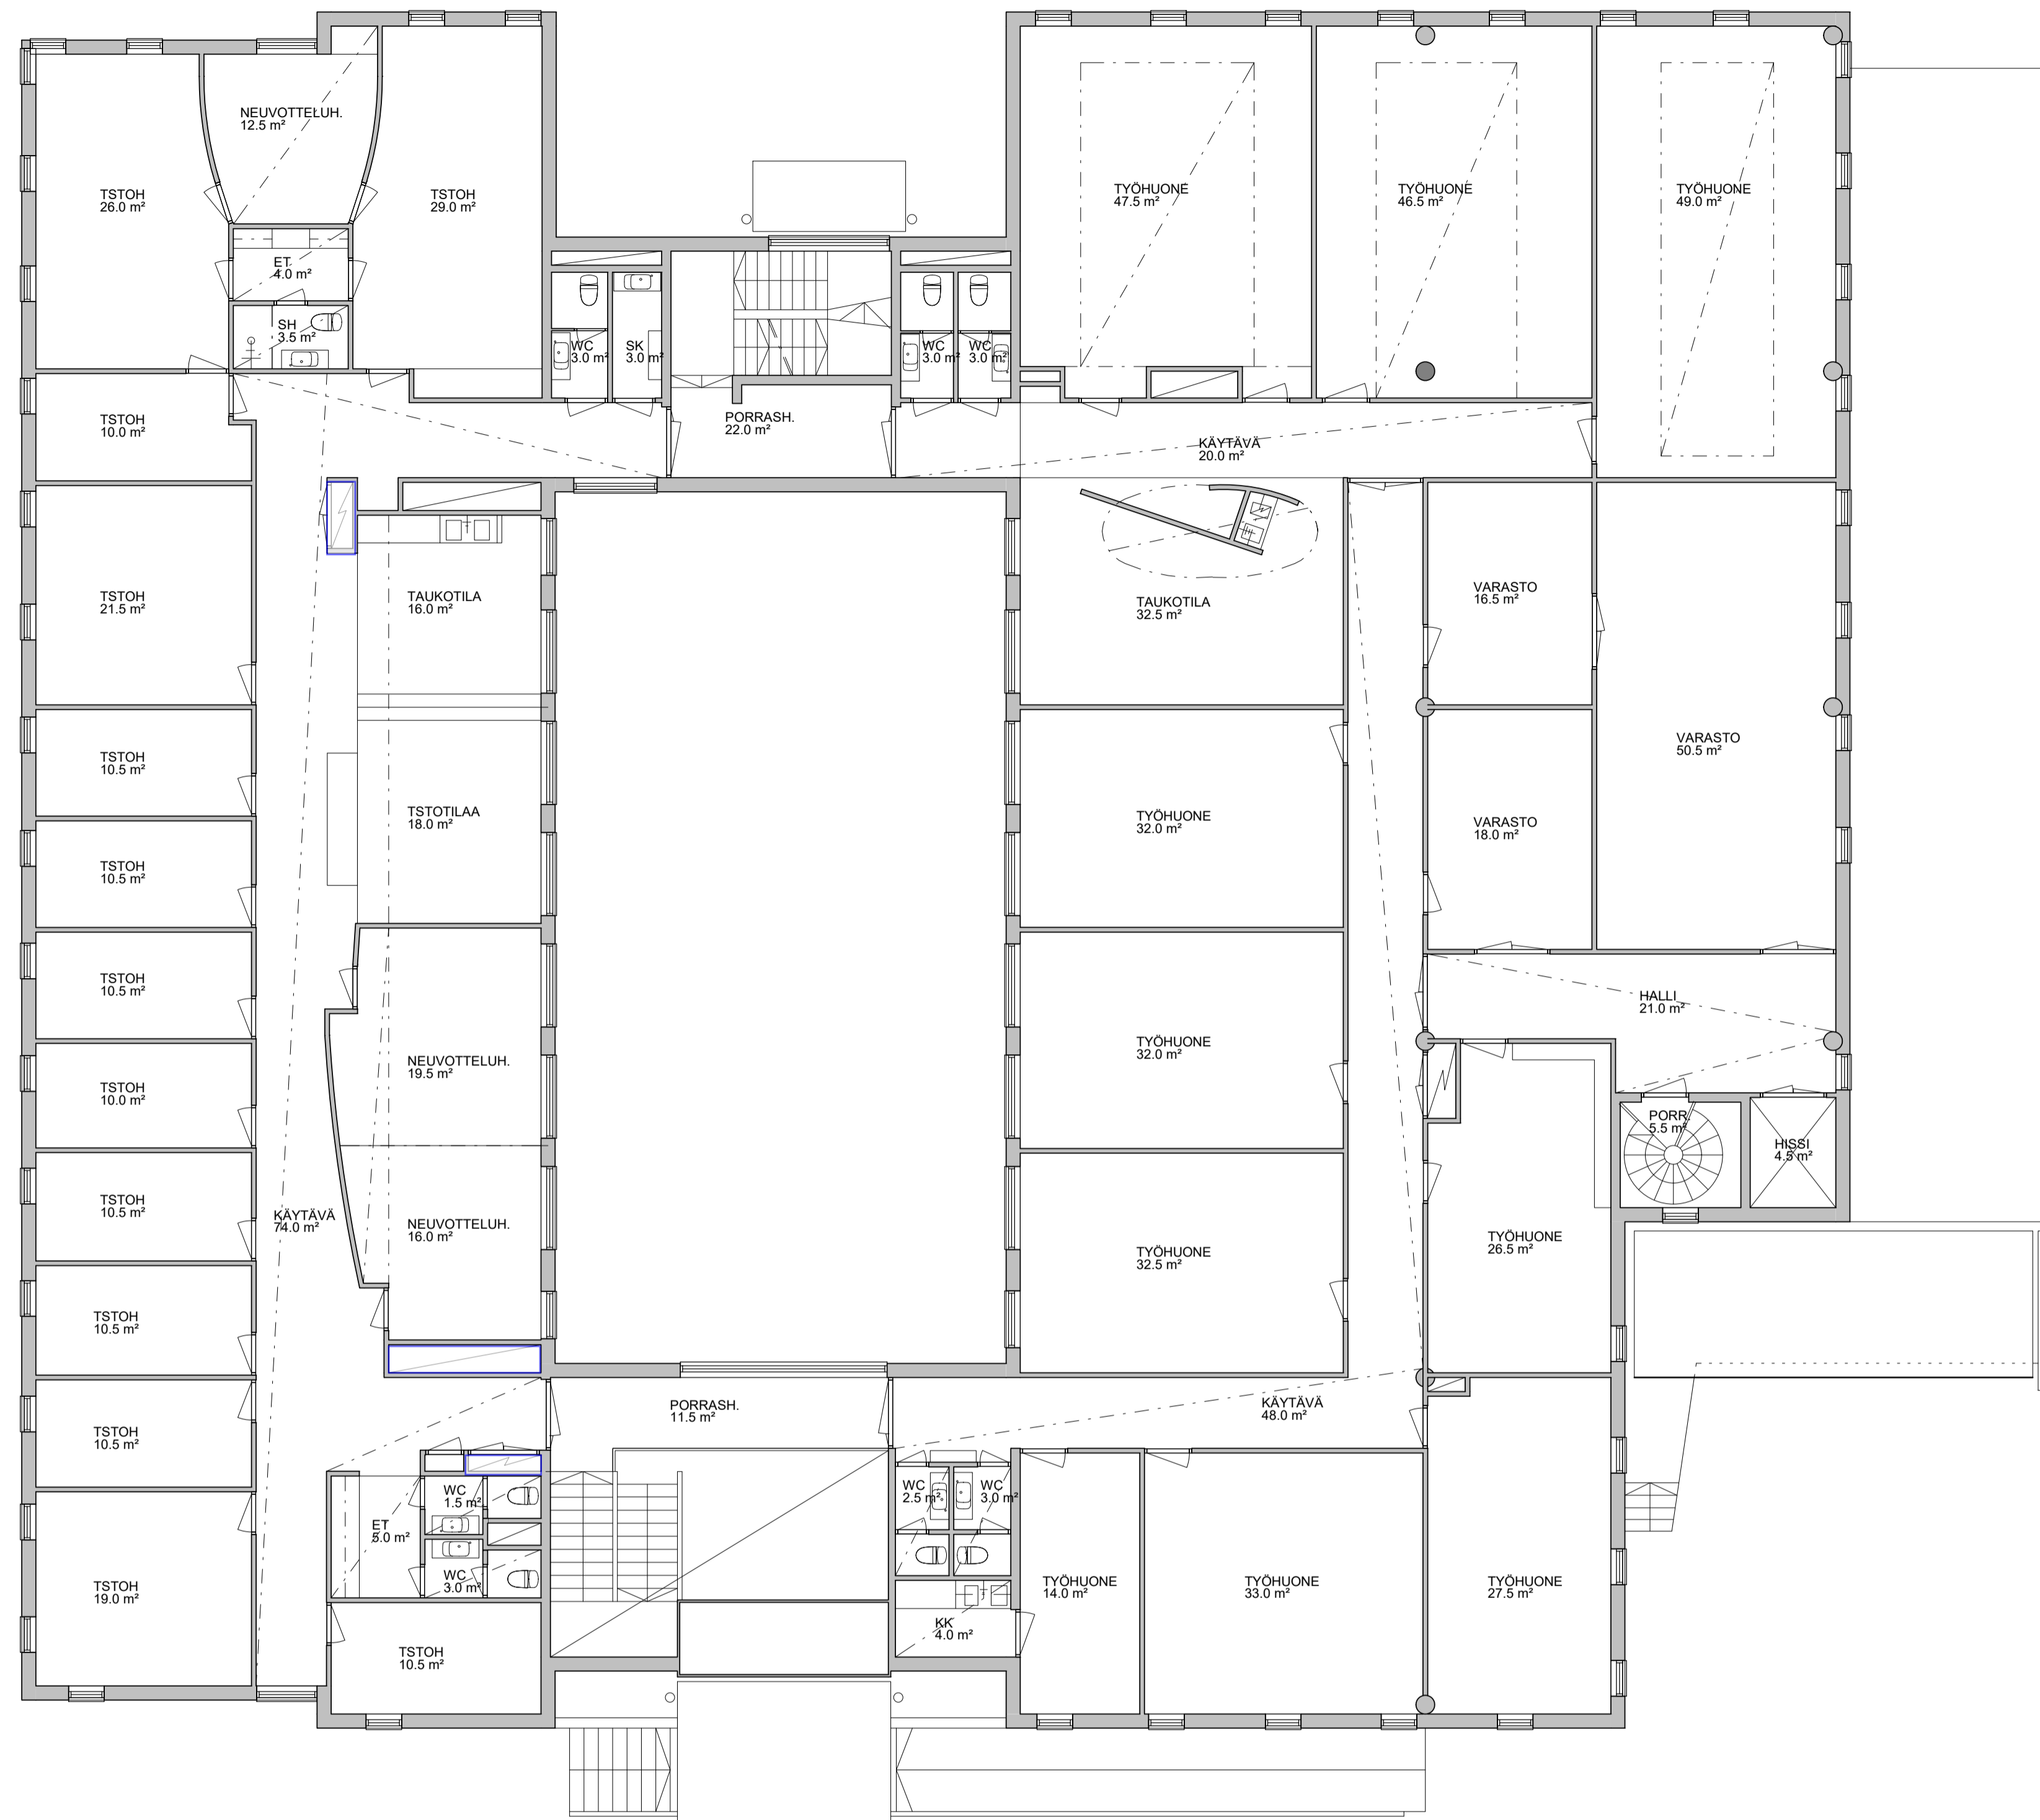 NEUVOTTELUH.
12.5 m²
TSTOH
26.0 m²
TSTOH
29.0 m²
TYÖHUONE
47.5 m²
TYÖHUONE
46.5 m²
TYÖHUONE
49.0 m²
ET
4.0 m²
SH
3.5 m²
WC
3.0 m²
SK
3.0 m²
WC
3.0 m²
WC
3.0 m²
TSTOH
10.0 m²
PORRASH.
22.0 m²
KÄYTÄVÄ
20.0 m²
TSTOH
21.5 m²
TAUKOTILA
16.0 m²
TAUKOTILA
32.5 m²
VARASTO
16.5 m²
TSTOH
10.5 m²
VARASTO
50.5 m²
TSTOTILAA
18.0 m²
TYÖHUONE
32.0 m²
VARASTO
18.0 m²
TSTOH
10.5 m²
TSTOH
10.5 m²
HALLI
21.0 m²
NEUVOTTELUH.
19.5 m²
TYÖHUONE
32.0 m²
TSTOH
10.0 m²
PORR.
5.5 m²
HISSI
4.5 m²
TSTOH
10.5 m²
KÄYTÄVÄ
74.0 m²
NEUVOTTELUH.
16.0 m²
TYÖHUONE
32.5 m²
TYÖHUONE
26.5 m²
TSTOH
10.5 m²
PORRASH.
11.5 m²
KÄYTÄVÄ
48.0 m²
TSTOH
10.5 m²
WC
1.5 m²
WC
2.5 m²
WC
3.0 m²
ET
5.0 m²
WC
3.0 m²
TSTOH
19.0 m²
TYÖHUONE
14.0 m²
TYÖHUONE
33.0 m²
TYÖHUONE
27.5 m²
KK
4.0 m²
TSTOH
10.5 m²